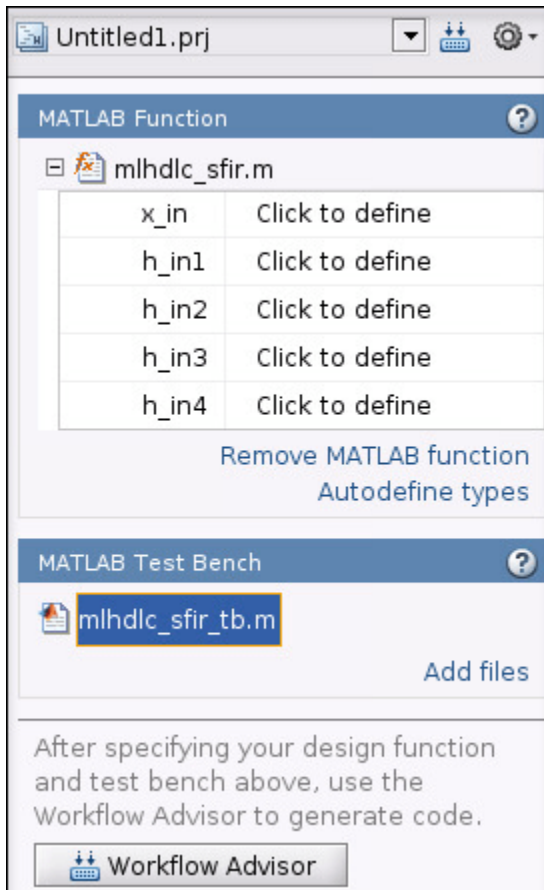 Untitled1.prj
MATLAB Function ?
mlhdlc_sfir.m
x_in Click to define
h_in1 Click to define
h_in2 Click to define
h_in3 Click to define
h_in4 Click to define
Remove MATLAB function
Autodefine types
MATLAB Test Bench ?
mlhdlc_sfir_tb.m
Add files
After specifying your design function
and test bench above, use the
Workflow Advisor to generate code.
Workflow Advisor